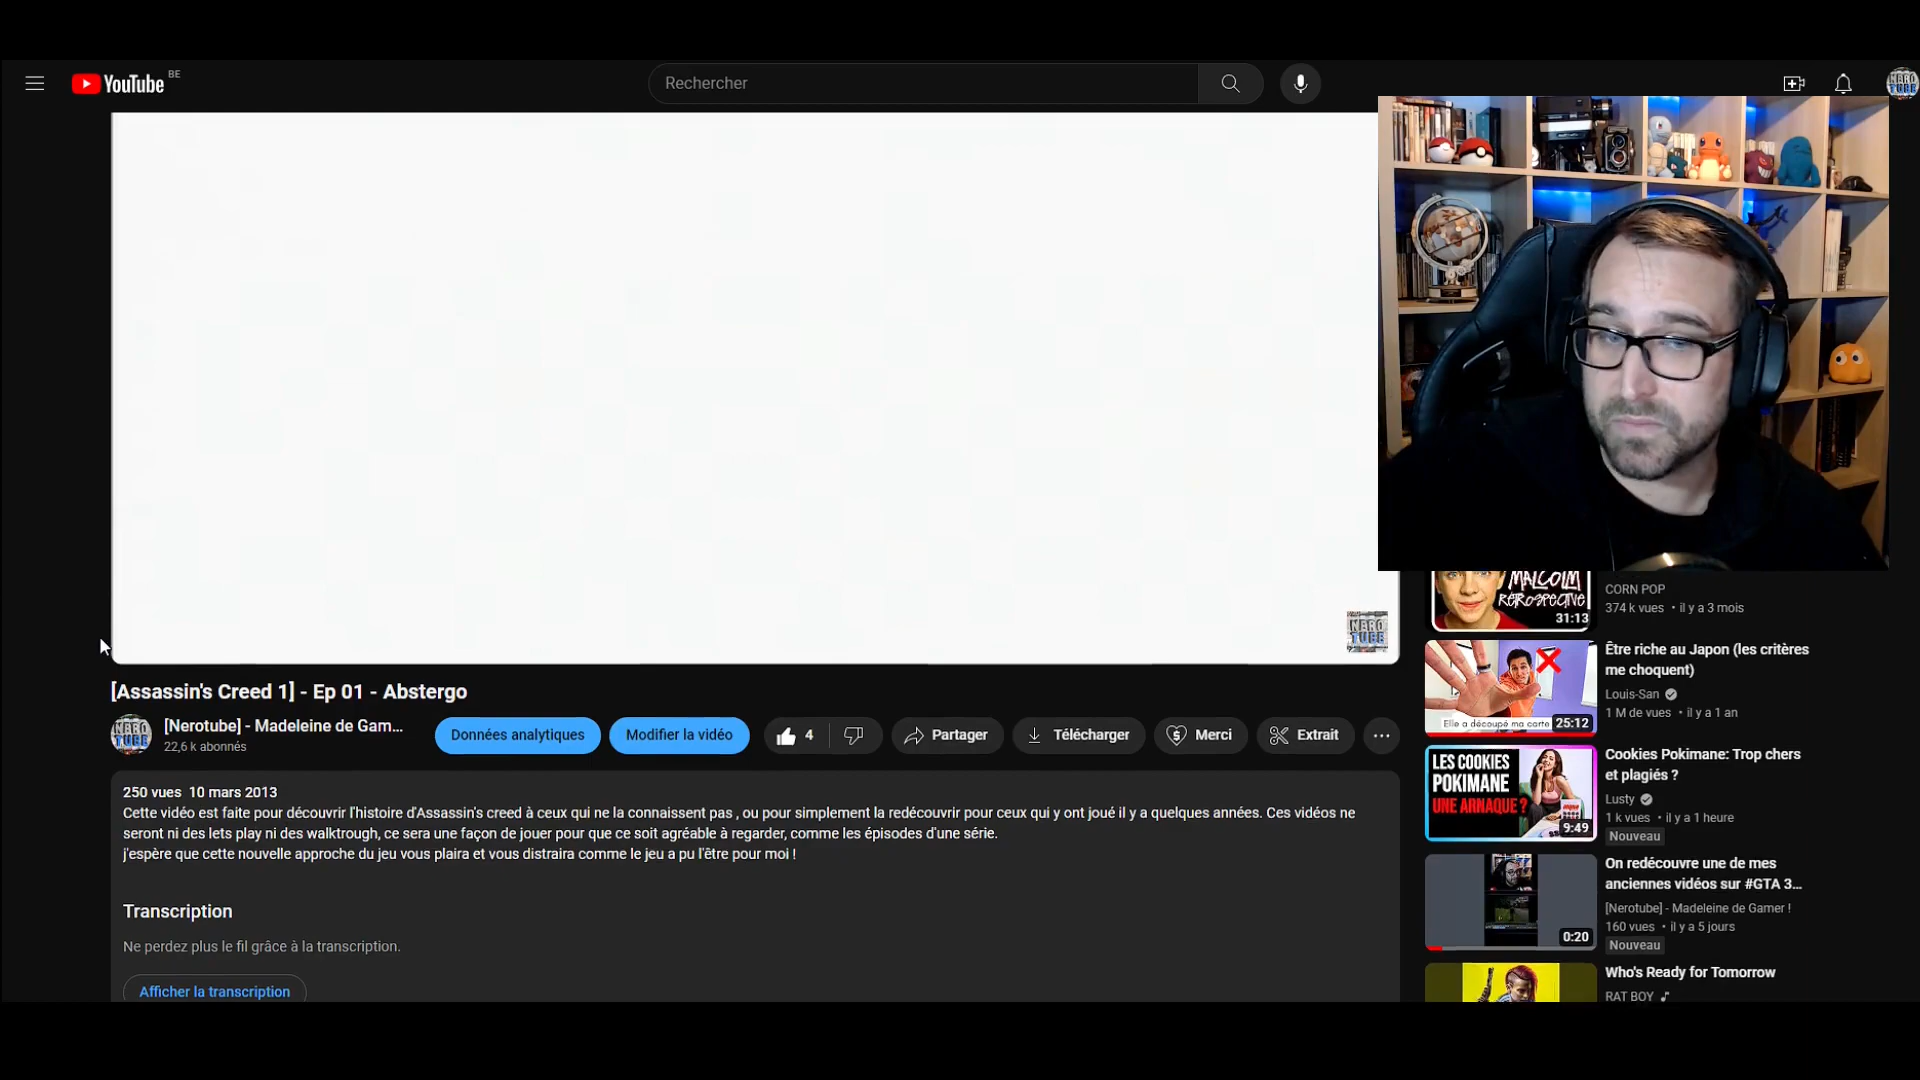 YouTube BE
Rechercher
NERO TUBE
NERO
TUBE
[Assassin's Creed 1] - Ep 01 - Abstergo
NERO TUBE
[Nerotube] - Madeleine de Gam...
22,6 k abonnés
Données analytiques
Modifier la vidéo
4
Partager
Télécharger
Merci
Extrait
250 vues 10 mars 2013
Cette vidéo est faite pour découvrir l'histoire d'Assassin's creed à ceux qui ne la connaissent pas , ou pour simplement la redécouvrir pour ceux qui y ont joué il y a quelques années. Ces vidéos ne
seront ni des lets play ni des walktrough, ce sera une façon de jouer pour que ce soit agréable à regarder, comme les épisodes d'une série.
j'espère que cette nouvelle approche du jeu vous plaira et vous distraira comme le jeu a pu l'être pour moi !
Transcription
Ne perdez plus le fil grâce à la transcription.
Afficher la transcription
MALCOLM
RETROSPECTIVE
31:13
CORN POP
374 k vues • il y a 3 mois
Elle a découpé ma carte
25:12
Être riche au Japon (les critères
me choquent)
Louis-San
1 M de vues • il y a 1 an
LES COOKIES
POKIMANE
UNE ARNAQUE ?
9:49
Cookies Pokimane: Trop chers
et plagiés ?
Lusty
1 k vues • il y a 1 heure
Nouveau
0:20
On redécouvre une de mes
anciennes vidéos sur #GTA 3...
[Nerotube] - Madeleine de Gamer !
160 vues • il y a 5 jours
Nouveau
Who's Ready for Tomorrow
RAT BOY